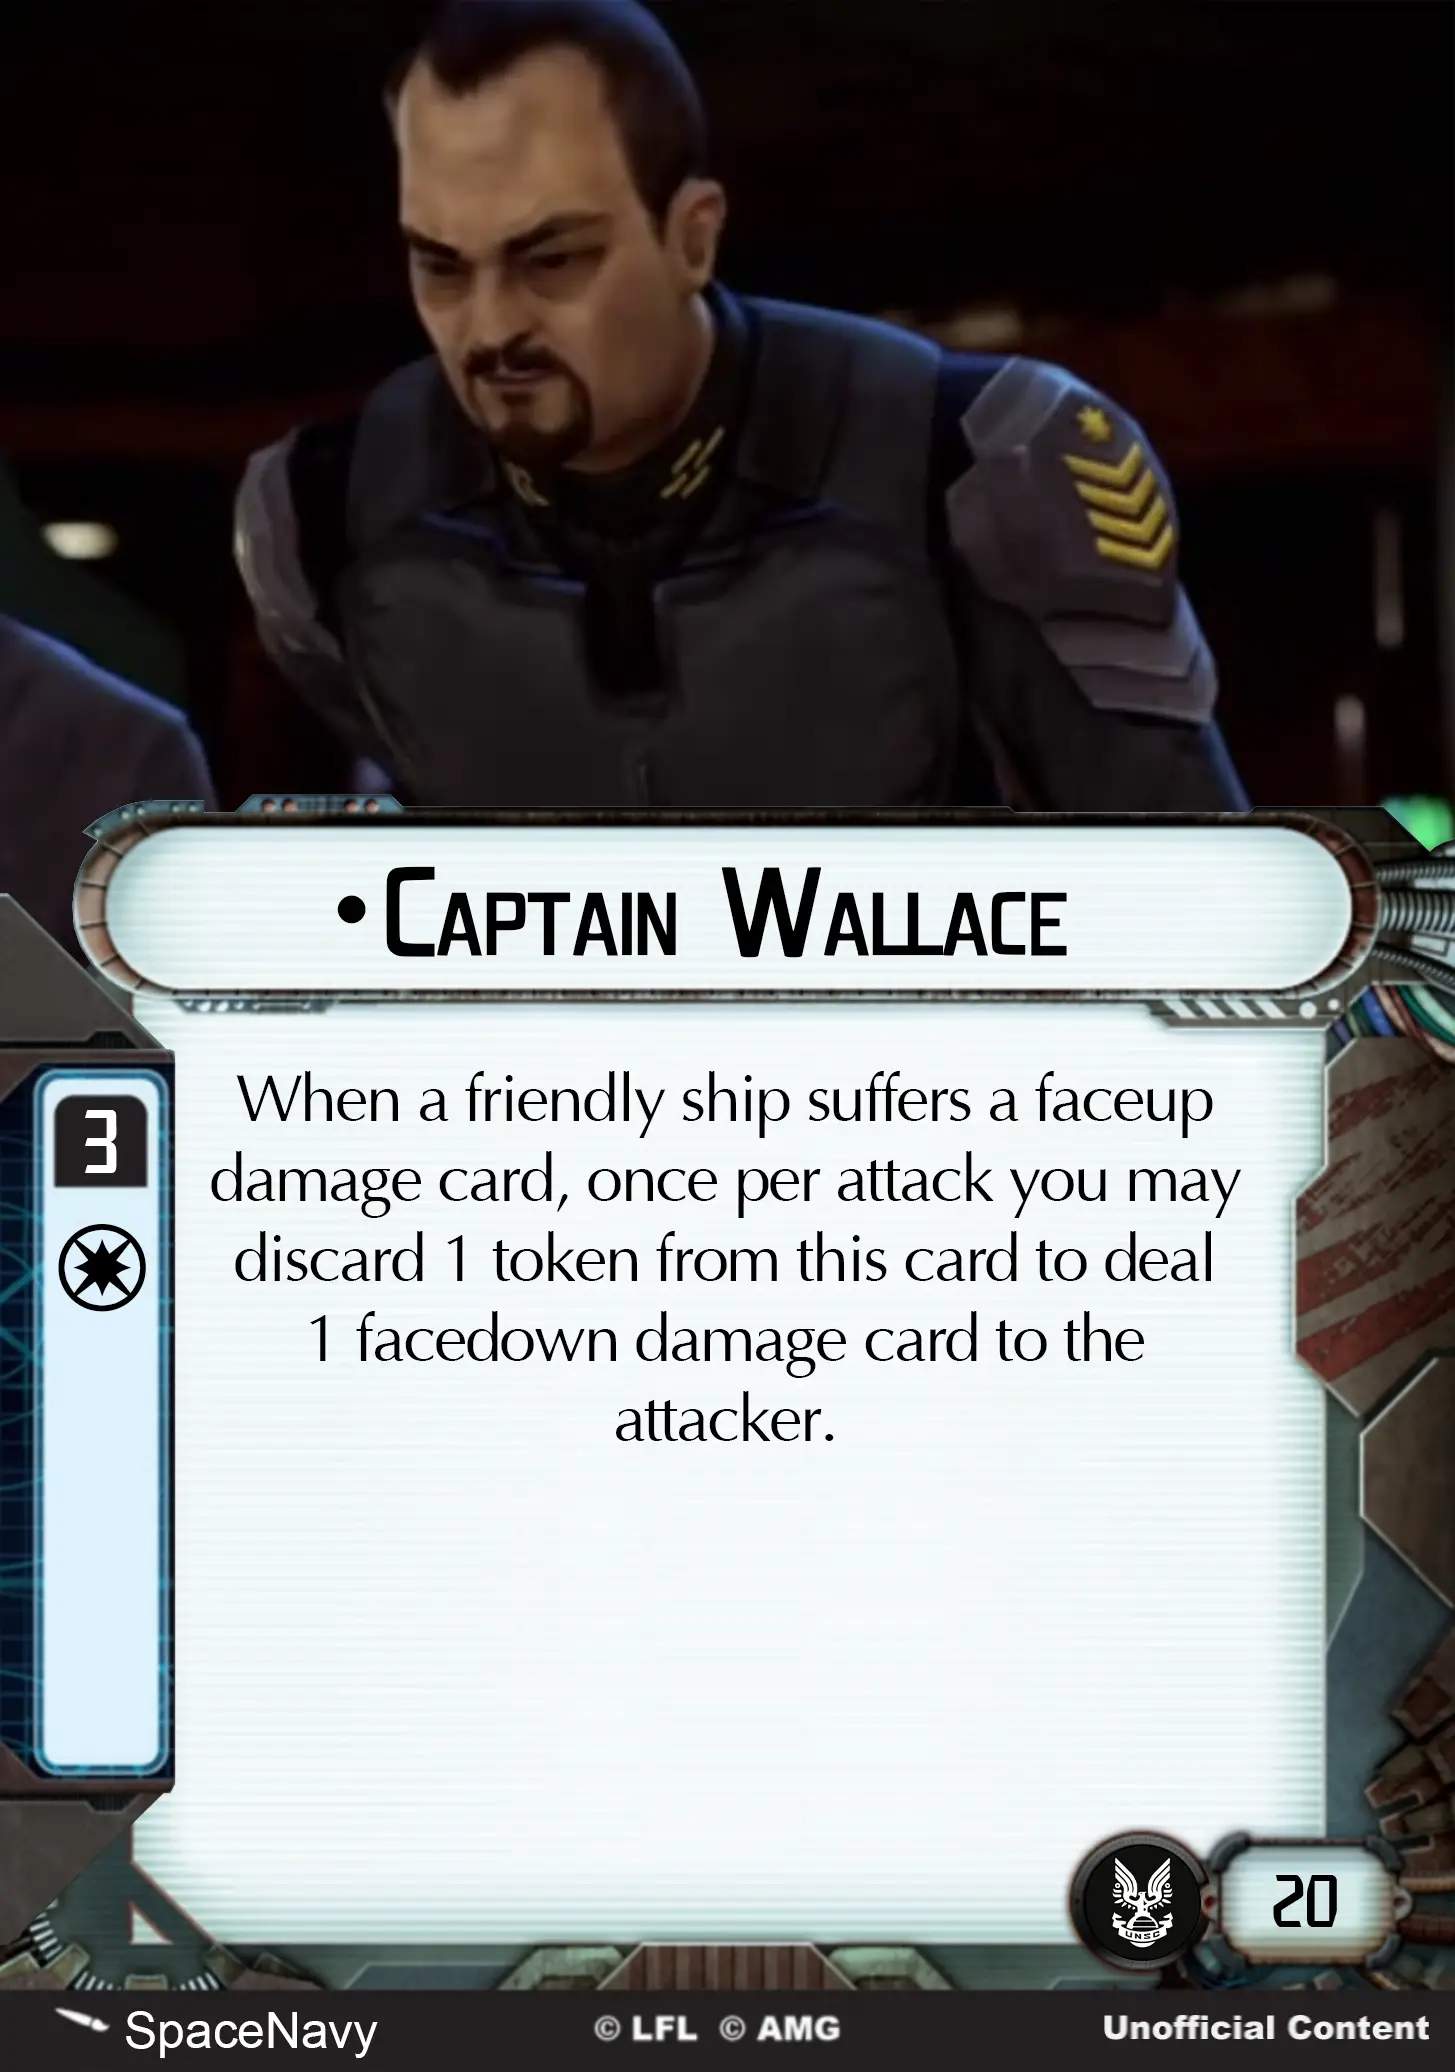 • Captain Wallace
3
When a friendly ship suffers a faceup
damage card, once per attack you may
discard 1 token from this card to deal
1 facedown damage card to the
attacker.
UNSC
20
SpaceNavy
© LFL © AMG
Unofficial Content